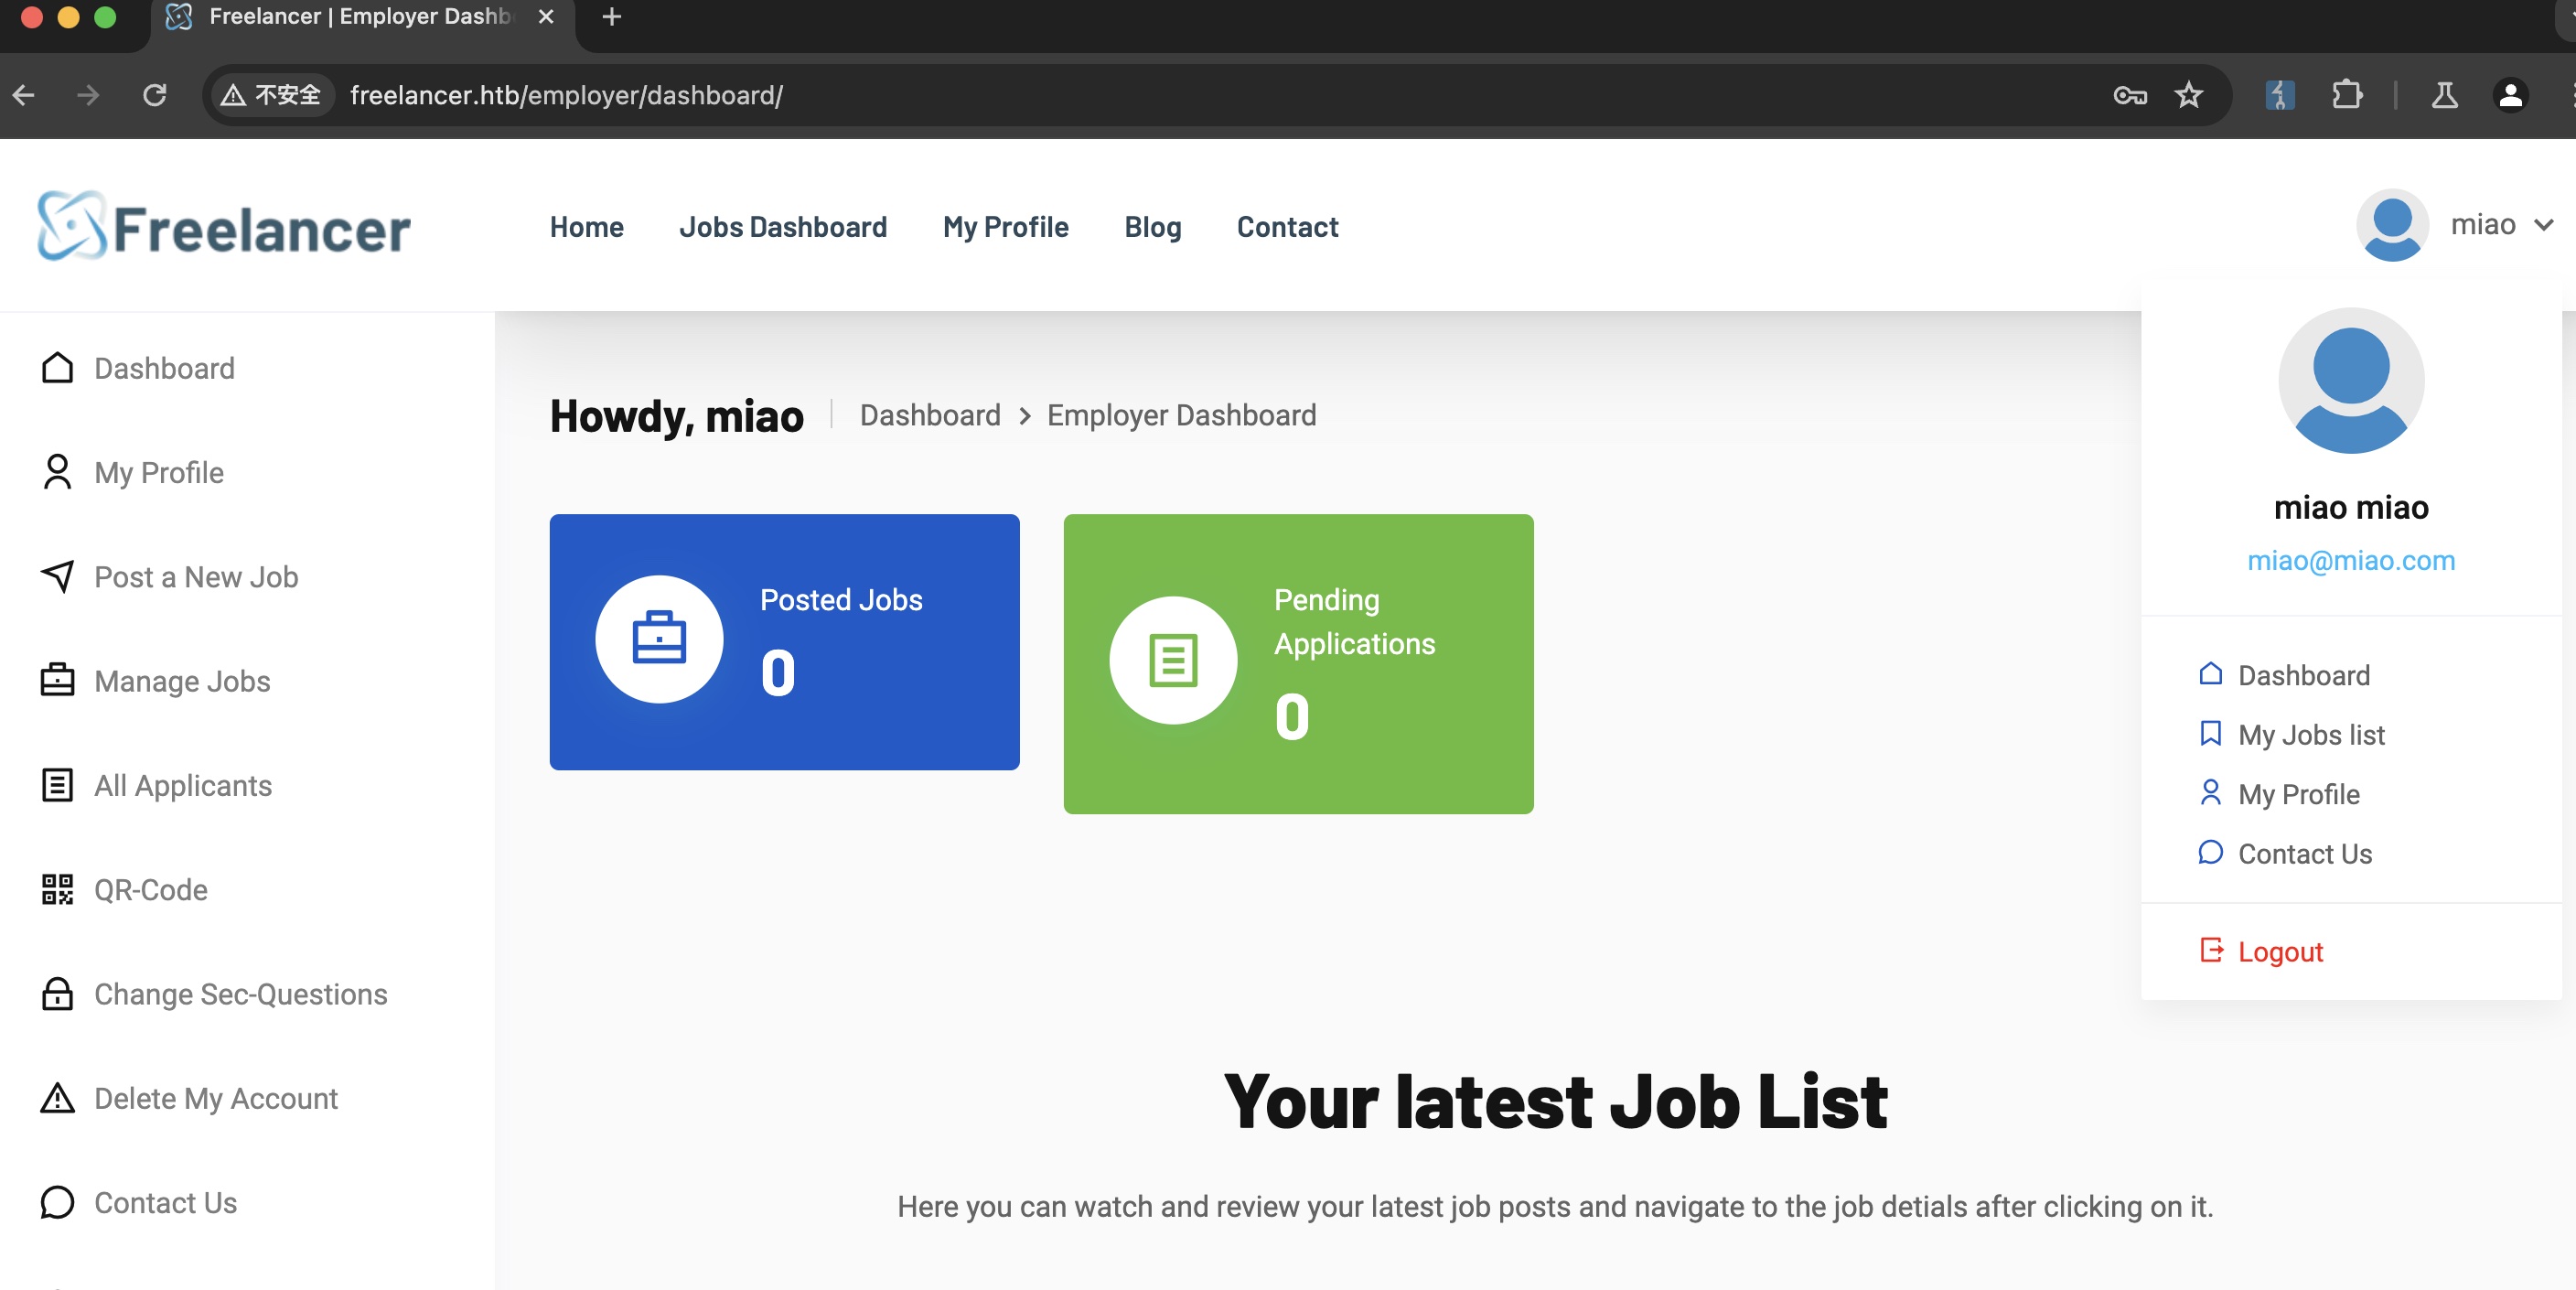 Freelancer | Employer Dashb
不安全 freelancer.htb/employer/dashboard/
Freelancer
Home Jobs Dashboard My Profile Blog Contact
miao
Dashboard
My Profile
Post a New Job
Manage Jobs
All Applicants
QR-Code
Change Sec-Questions
Delete My Account
Contact Us
Howdy, miao Dashboard > Employer Dashboard
Posted Jobs
0
Pending
Applications
0
miao miao
miao@miao.com
Dashboard
My Jobs list
My Profile
Contact Us
Logout
Your latest Job List
Here you can watch and review your latest job posts and navigate to the job detials after clicking on it.